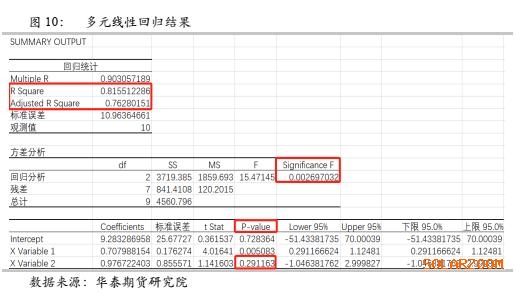 图 10： 多元线性回归结果
SUMMARY OUTPUT
回归统计
Multiple R 0.903057189
R Square 0.815512286
Adjusted R Square 0.76280151
标准误差 10.96364661
观测值 10
方差分析
df SS MS F Significance F
回归分析 2 3719.385 1859.693 15.47145 0.002697032
残差 7 841.4108 120.2015
总计 9 4560.796
Coefficients 标准误差 t Stat P-value Lower 95% Upper 95% 下限 95.0% 上限 95.0%
Intercept 9.283286958 25.67727 0.361537 0.728364 -51.43381735 70.00039 -51.43381735 70.00039
X Variable 1 0.707988154 0.176274 4.01641 0.005083 0.291166624 1.12481 0.291166624 1.12481
X Variable 2 0.976722403 0.855571 1.141603 0.291163 -1.046381762 2.999827
数据来源：华泰期货研究院